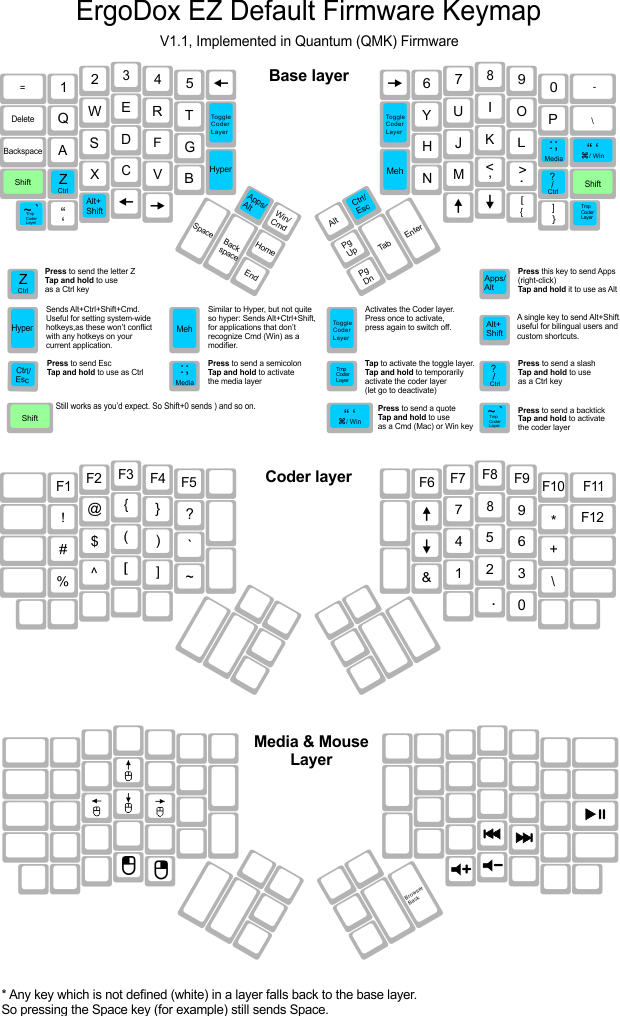 ErgoDox EZ Default Firmware Keymap
V1.1, Implemented in Quantum (QMK) Firmware
Base layer
= 1 2 3 4 5 ←
→ 6 7 8 9 0 -
Delete Q W E R T Toggle Coder Layer
Toggle Coder Layer Y U I O P \
Backspace A S D F G
H J K L : ; Media “ ‘ ⌘/ Win
Shift Z Ctrl X C V B Hyper
Meh N M < , > . ? / Ctrl Shift
~ ` Tmp Coder Layer “ ‘ Alt+ Shift ← →
↑ ↓ [ { ] } Tmp Coder Layer
Apps/ Alt Win/ Cmd
Space Back space Home
End
Alt Ctrl/ Esc
Pg Up Tab Enter
Pg Dn
Z Ctrl
Press to send the letter Z
Tap and hold to use
as a Ctrl key
Apps/ Alt
Press this key to send Apps
(right-click)
Tap and hold it to use as Alt
Hyper
Sends Alt+Ctrl+Shift+Cmd.
Useful for setting system-wide
hotkeys,as these won’t conflict
with any hotkeys on your
current application.
Meh
Similar to Hyper, but not quite
so hyper: Sends Alt+Ctrl+Shift,
for applications that don’t
recognize Cmd (Win) as a
modifier.
Toggle Coder Layer
Activates the Coder layer.
Press once to activate,
press again to switch off.
Alt+ Shift
A single key to send Alt+Shift
useful for bilingual users and
custom shortcuts.
Ctrl/ Esc
Press to send Esc
Tap and hold to use as Ctrl
: ; Media
Press to send a semicolon
Tap and hold to activate
the media layer
Tmp Coder Layer
Tap to activate the toggle layer.
Tap and hold to temporarily
activate the coder layer
(let go to deactivate)
? / Ctrl
Press to send a slash
Tap and hold to use
as a Ctrl key
Shift
Still works as you’d expect. So Shift+0 sends ) and so on.
“ ‘ ⌘/ Win
Press to send a quote
Tap and hold to use
as a Cmd (Mac) or Win key
~ ` Tmp Coder Layer
Press to send a backtick
Tap and hold to activate
the coder layer
Coder layer
F1 F2 F3 F4 F5
F6 F7 F8 F9 F10 F11
! @ { } ?
↑ 7 8 9 * F12
# $ ( ) `
↓ 4 5 6 +
% ^ [ ] ~
& 1 2 3 \
. 0
Media & Mouse
Layer
Browser
Back
* Any key which is not defined (white) in a layer falls back to the base layer.
So pressing the Space key (for example) still sends Space.